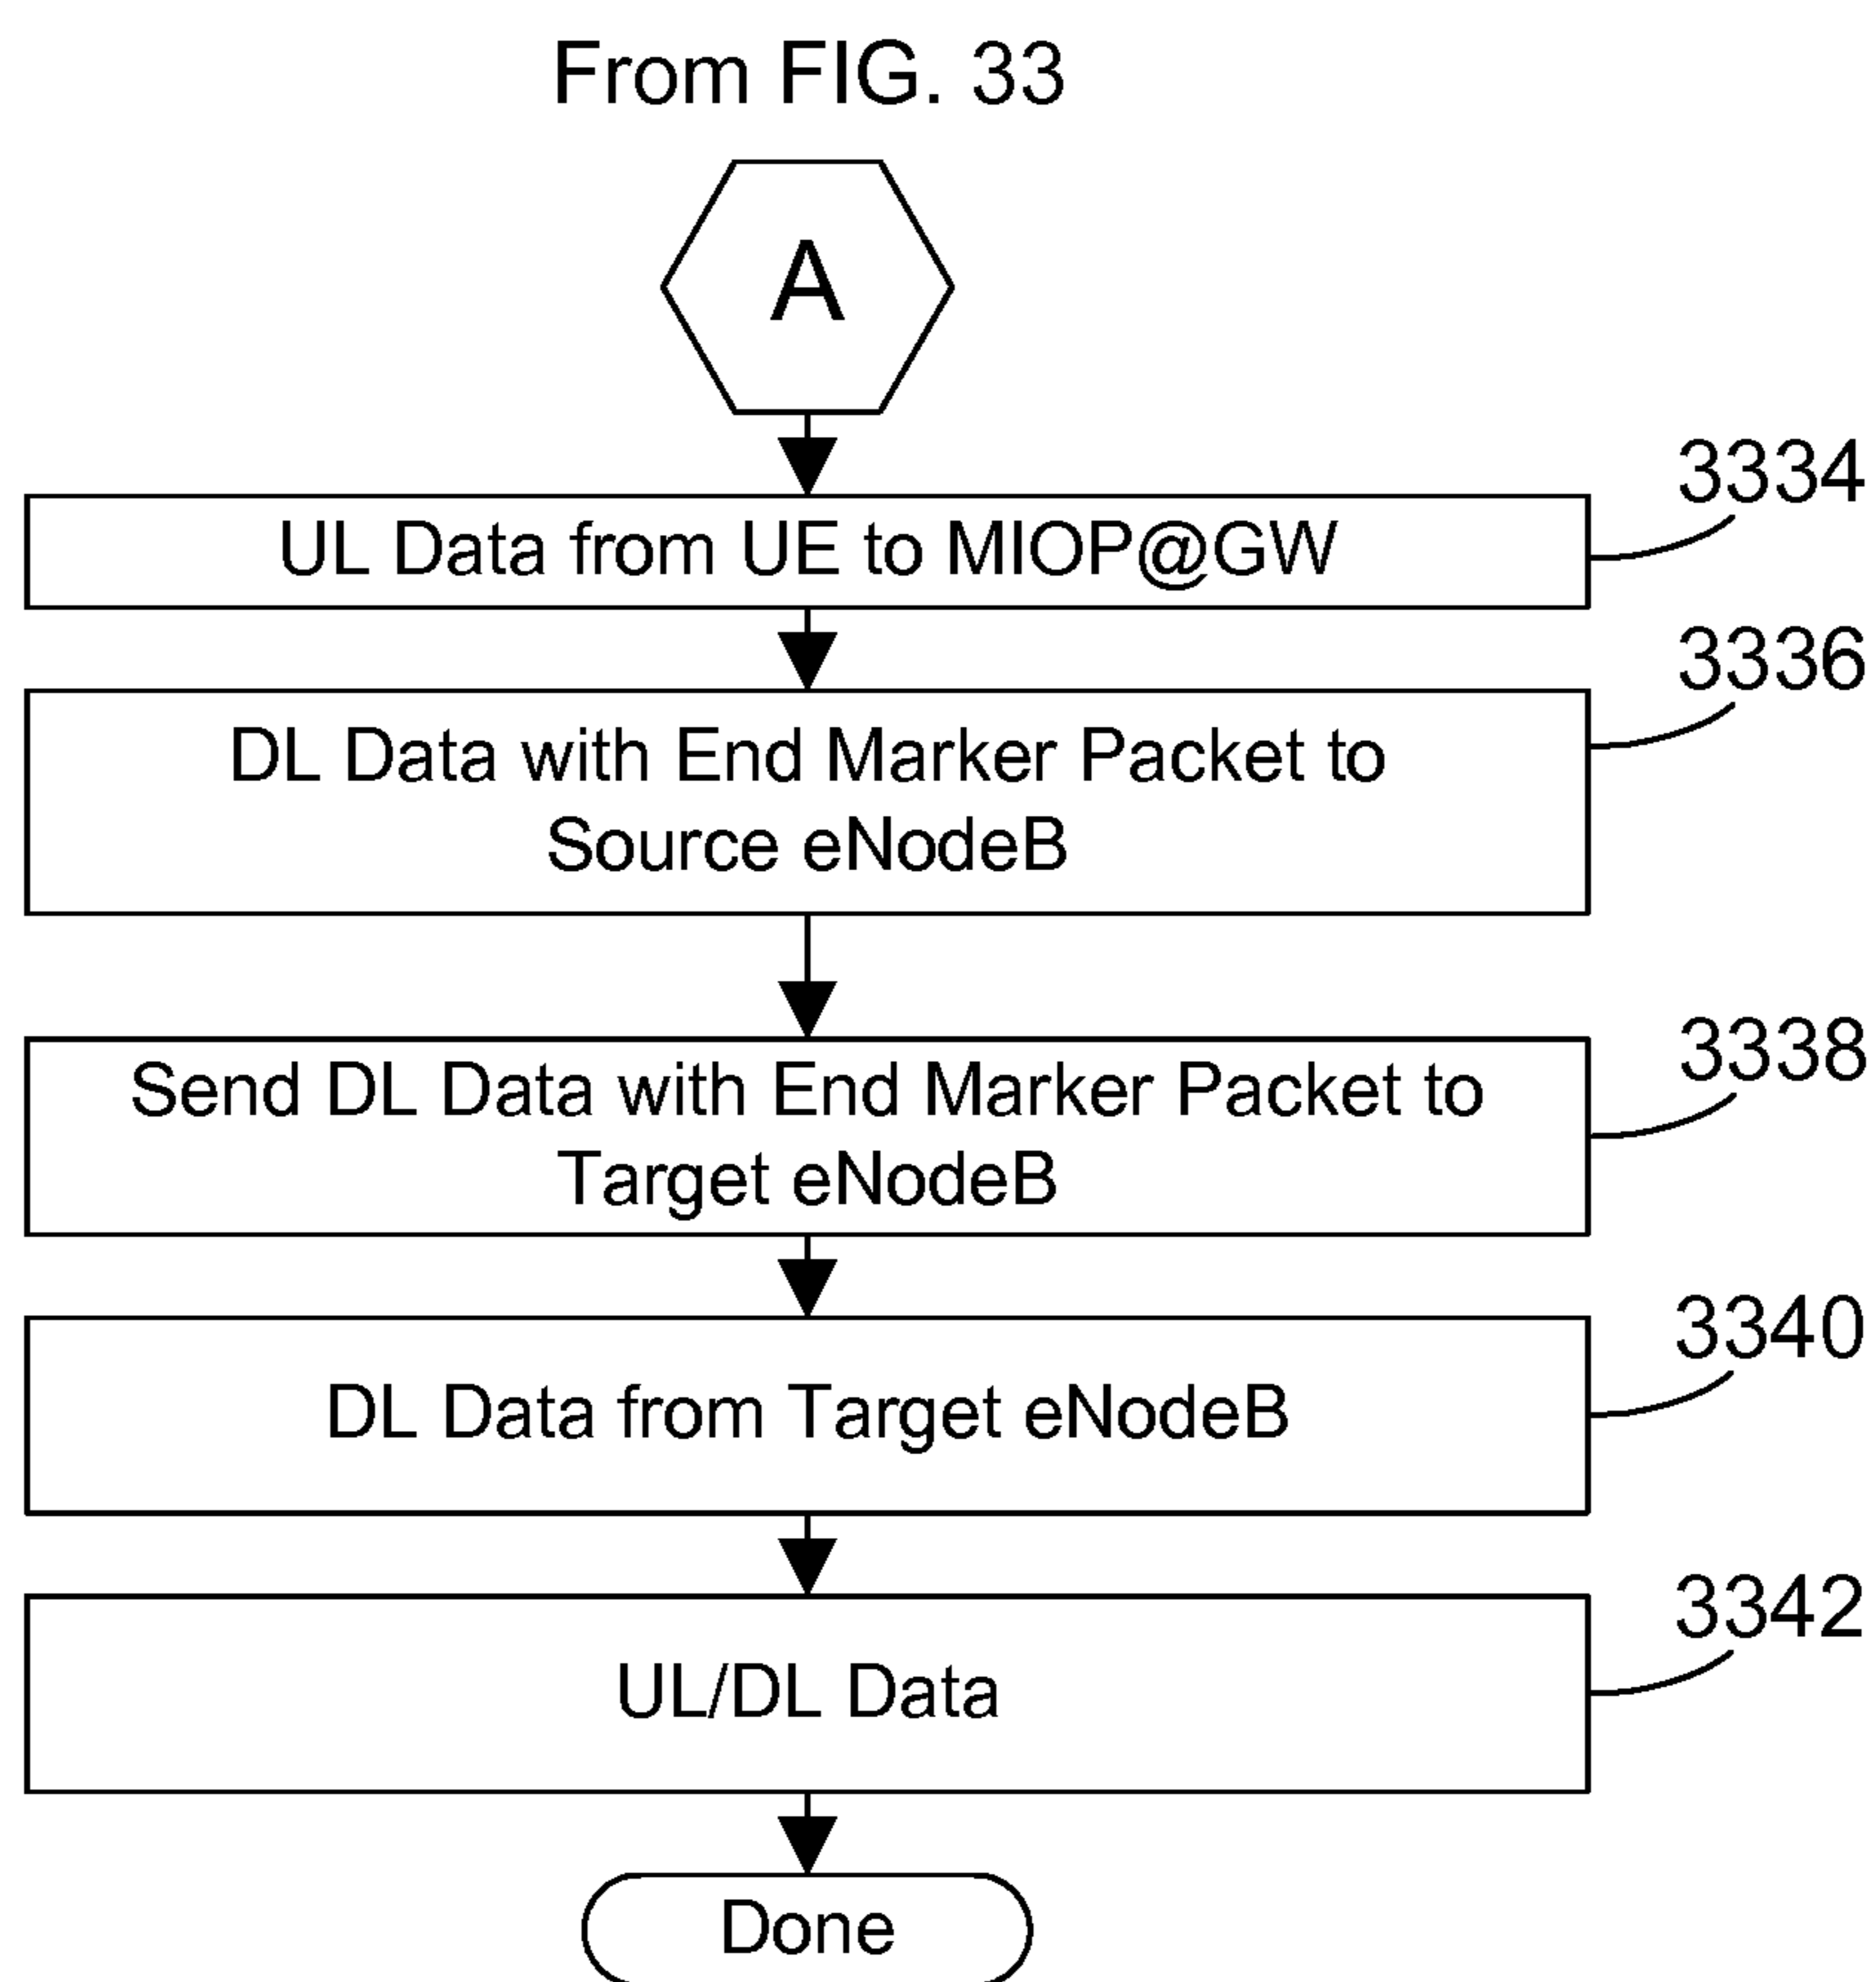 From FIG. 33
A
3334
UL Data from UE to MIOP@GW
3336
DL Data with End Marker Packet to
Source eNodeB
3338
Send DL Data with End Marker Packet to
Target eNodeB
3340
DL Data from Target eNodeB
3342
UL/DL Data
Done